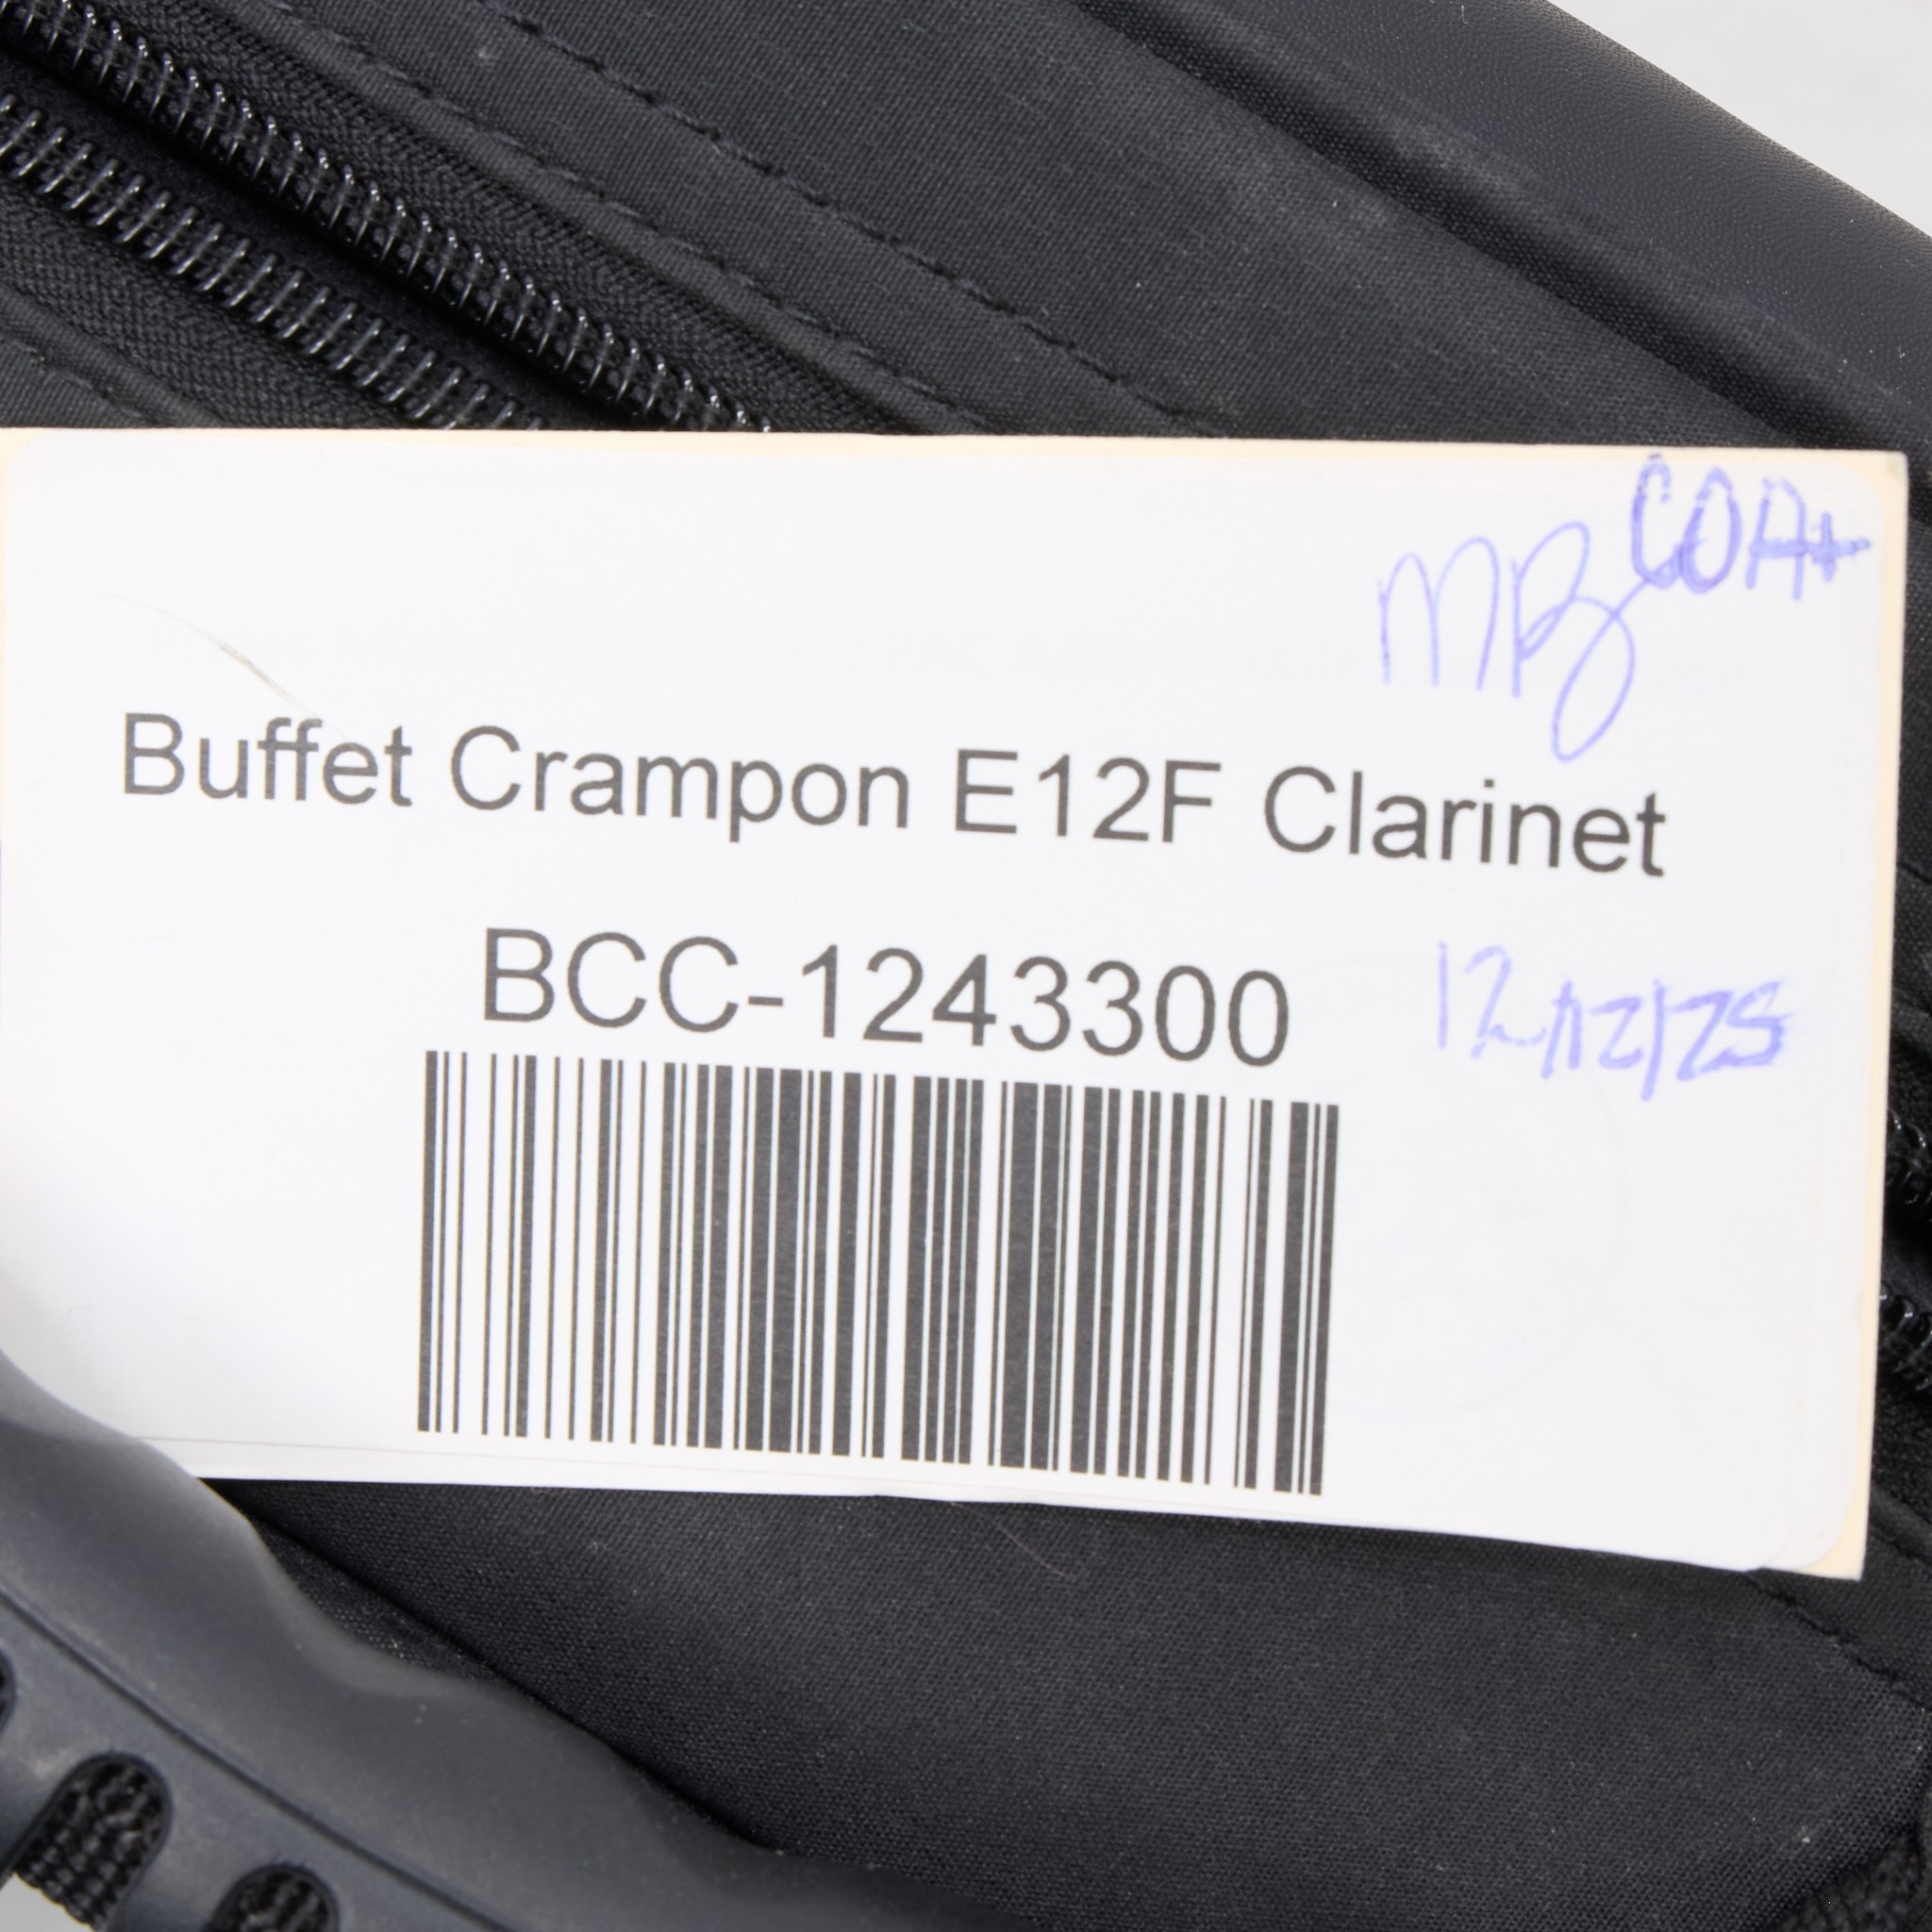 COA+
MB
Buffet Crampon E12F Clarinet
BCC-1243300
12/12/25